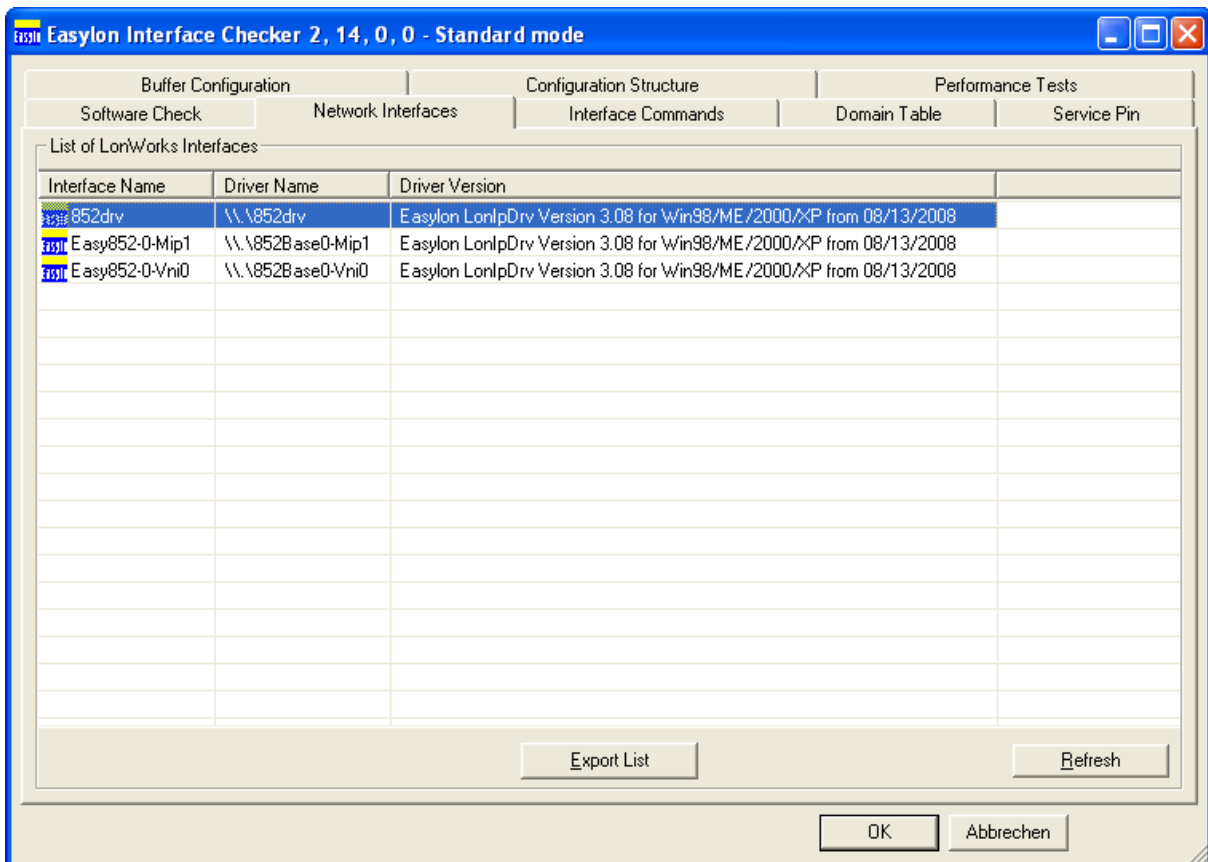 Easylon Interface Checker 2, 14, 0, 0 - Standard mode
Buffer Configuration Configuration Structure Performance Tests
Software Check Network Interfaces Interface Commands Domain Table Service Pin
List of LonWorks Interfaces
Interface Name Driver Name Driver Version
852drv \\.\852drv Easylon LonIpDrv Version 3.08 for Win98/ME/2000/XP from 08/13/2008
Easy852-0-Mip1 \\.\852Base0-Mip1 Easylon LonIpDrv Version 3.08 for Win98/ME/2000/XP from 08/13/2008
Easy852-0-Vni0 \\.\852Base0-Vni0 Easylon LonIpDrv Version 3.08 for Win98/ME/2000/XP from 08/13/2008
Export List Refresh
OK Abbrechen